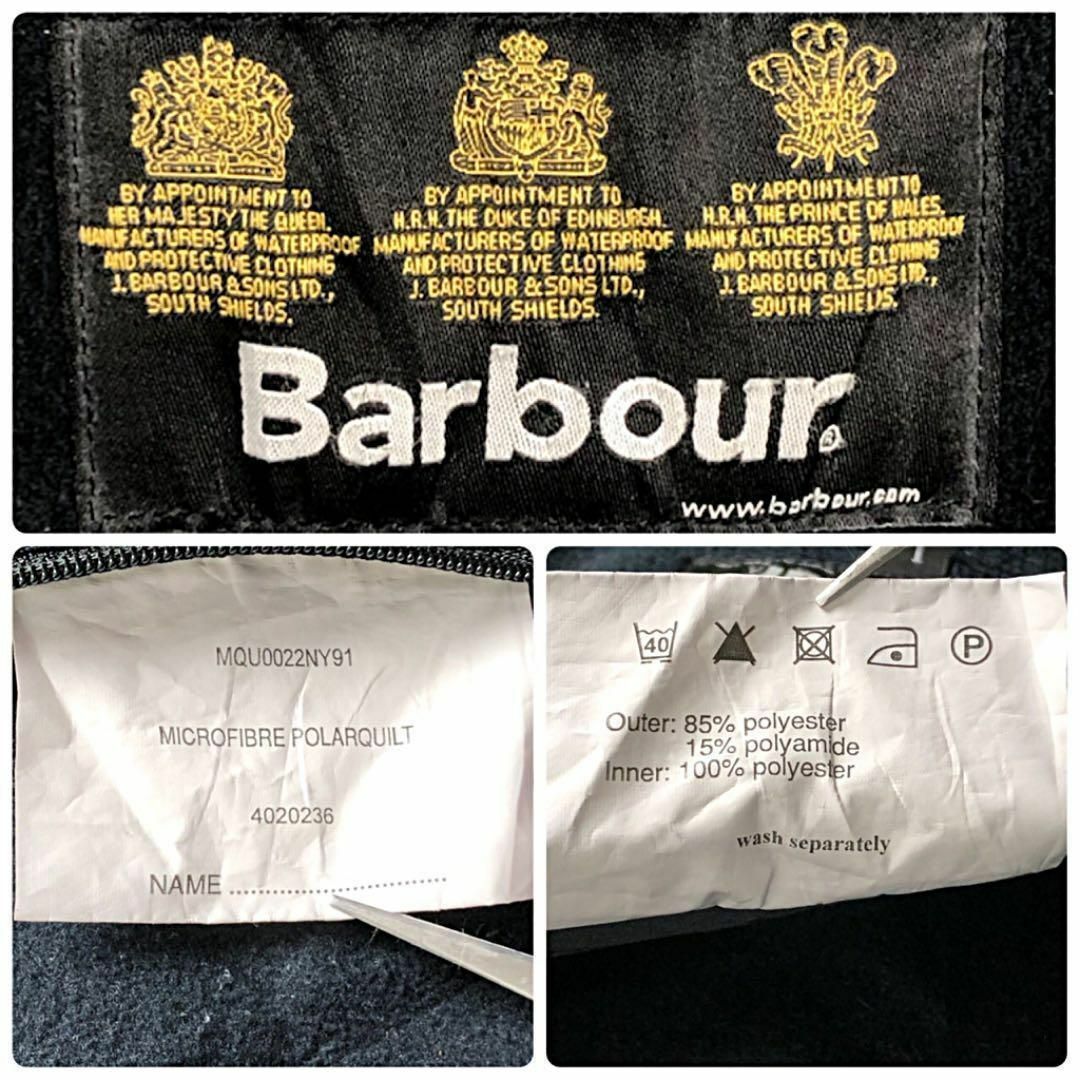 BY APPOINTMENT TO
HER MAJESTY THE QUEEN
MANUFACTURERS OF WATERPROOF
AND PROTECTIVE CLOTHING
J. BARBOUR & SONS LTD.,
SOUTH SHIELDS.
BY APPOINTMENT TO
H.R.H. THE DUKE OF EDINBURGH
MANUFACTURERS OF WATERPROOF
AND PROTECTIVE CLOTHING
J. BARBOUR & SONS LTD.,
SOUTH SHIELDS.
BY APPOINTMENT TO
H.R.H. THE PRINCE OF WALES
MANUFACTURERS OF WATERPROOF
AND PROTECTIVE CLOTHING
J. BARBOUR & SONS LTD.,
SOUTH SHIELDS.
Barbour®
www.barbour.com
MQU0022NY91
MICROFIBRE POLARQUILT
4020236
NAME ........................................
40 P
Outer: 85% polyester
15% polyamide
Inner: 100% polyester
wash separately